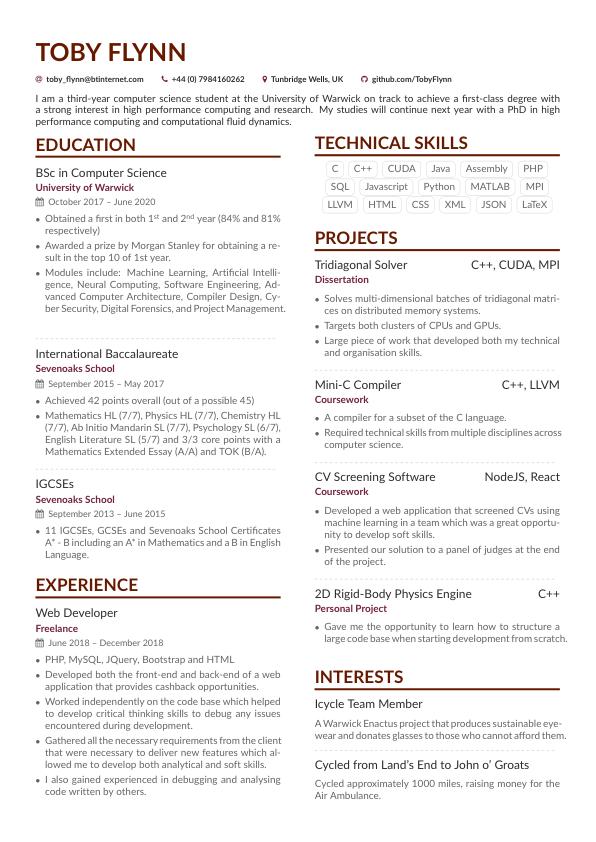 TOBY FLYNN
toby_flynn@btinternet.com +44 (0) 7984160262 Tunbridge Wells, UK github.com/TobyFlynn
I am a third-year computer science student at the University of Warwick on track to achieve a first-class degree with
a strong interest in high performance computing and research. My studies will continue next year with a PhD in high
performance computing and computational fluid dynamics.
EDUCATION
BSc in Computer Science
University of Warwick
October 2017 – June 2020
• Obtained a first in both 1st and 2nd year (84% and 81%
respectively)
• Awarded a prize by Morgan Stanley for obtaining a re-
sult in the top 10 of 1st year.
• Modules include: Machine Learning, Artificial Intelli-
gence, Neural Computing, Software Engineering, Ad-
vanced Computer Architecture, Compiler Design, Cy-
ber Security, Digital Forensics, and Project Management.
International Baccalaureate
Sevenoaks School
September 2015 – May 2017
• Achieved 42 points overall (out of a possible 45)
• Mathematics HL (7/7), Physics HL (7/7), Chemistry HL
(7/7), Ab Initio Mandarin SL (7/7), Psychology SL (6/7),
English Literature SL (5/7) and 3/3 core points with a
Mathematics Extended Essay (A/A) and TOK (B/A).
IGCSEs
Sevenoaks School
September 2013 – June 2015
• 11 IGCSEs, GCSEs and Sevenoaks School Certificates
A* - B including an A* in Mathematics and a B in English
Language.
EXPERIENCE
Web Developer
Freelance
June 2018 – December 2018
• PHP, MySQL, JQuery, Bootstrap and HTML
• Developed both the front-end and back-end of a web
application that provides cashback opportunities.
• Worked independently on the code base which helped
to develop critical thinking skills to debug any issues
encountered during development.
• Gathered all the necessary requirements from the client
that were necessary to deliver new features which al-
lowed me to develop both analytical and soft skills.
• I also gained experienced in debugging and analysing
code written by others.
TECHNICAL SKILLS
C C++ CUDA Java Assembly PHP
SQL Javascript Python MATLAB MPI
LLVM HTML CSS XML JSON LaTeX
PROJECTS
Tridiagonal Solver C++, CUDA, MPI
Dissertation
• Solves multi-dimensional batches of tridiagonal matri-
ces on distributed memory systems.
• Targets both clusters of CPUs and GPUs.
• Large piece of work that developed both my technical
and organisation skills.
Mini-C Compiler C++, LLVM
Coursework
• A compiler for a subset of the C language.
• Required technical skills from multiple disciplines across
computer science.
CV Screening Software NodeJS, React
Coursework
• Developed a web application that screened CVs using
machine learning in a team which was a great opportu-
nity to develop soft skills.
• Presented our solution to a panel of judges at the end
of the project.
2D Rigid-Body Physics Engine C++
Personal Project
• Gave me the opportunity to learn how to structure a
large code base when starting development from scratch.
INTERESTS
Icycle Team Member
A Warwick Enactus project that produces sustainable eye-
wear and donates glasses to those who cannot afford them.
Cycled from Land's End to John o' Groats
Cycled approximately 1000 miles, raising money for the
Air Ambulance.